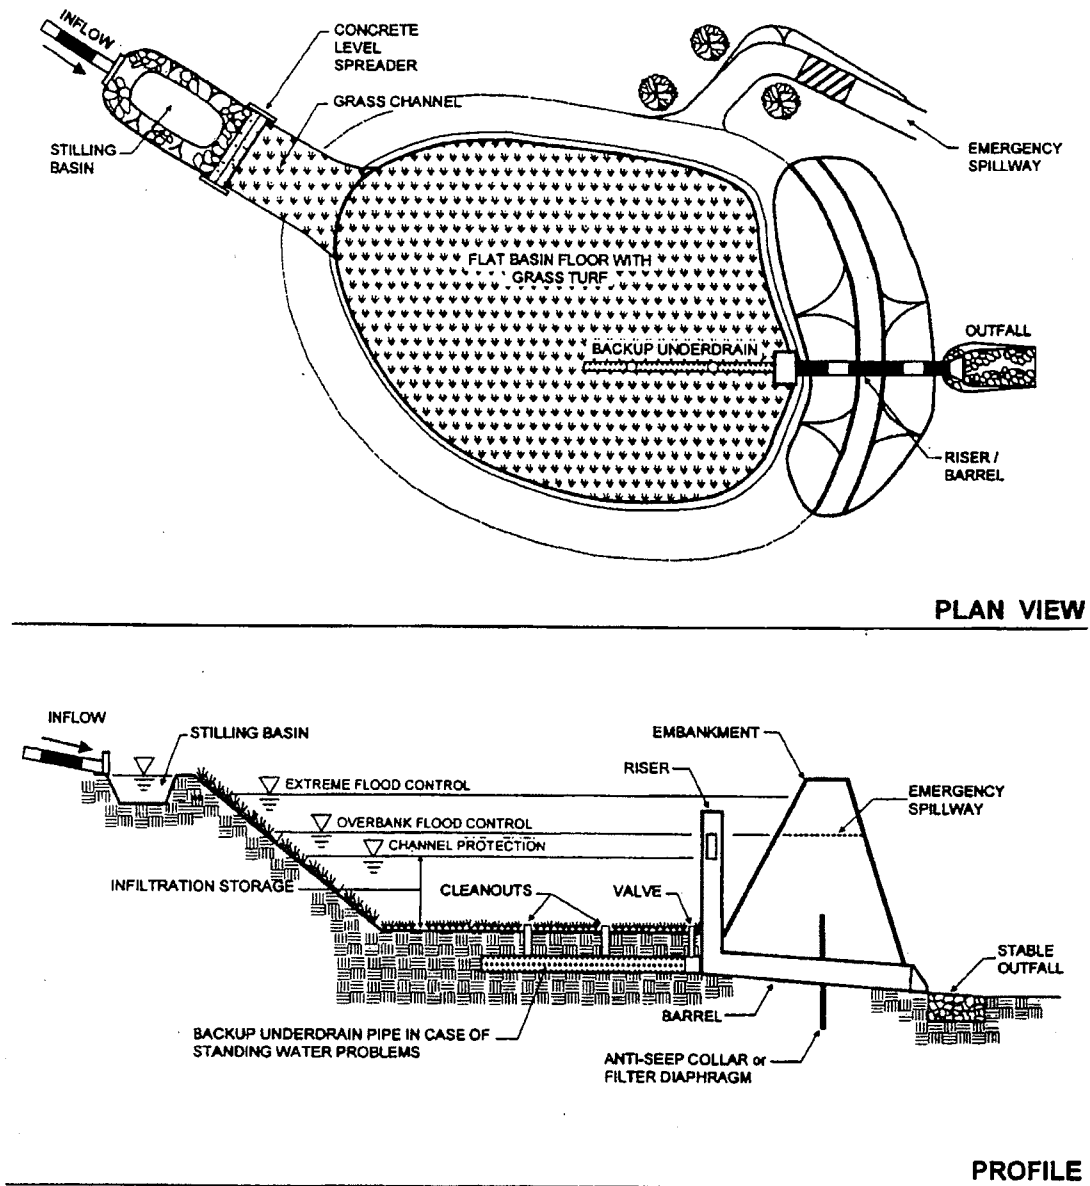 INFLOW
CONCRETE
LEVEL
SPREADER
GRASS CHANNEL
STILLING
BASIN
EMERGENCY
SPILLWAY
FLAT BASIN FLOOR WITH
GRASS TURF
BACKUP UNDERDRAIN
OUTFALL
RISER /
BARREL
PLAN VIEW
INFLOW
STILLING BASIN
EMBANKMENT
RISER
EXTREME FLOOD CONTROL
EMERGENCY
SPILLWAY
OVERBANK FLOOD CONTROL
CHANNEL PROTECTION
INFILTRATION STORAGE
CLEANOUTS
VALVE
STABLE
OUTFALL
BARREL
BACKUP UNDERDRAIN PIPE IN CASE OF
STANDING WATER PROBLEMS
ANTI-SEEP COLLAR or
FILTER DIAPHRAGM
PROFILE